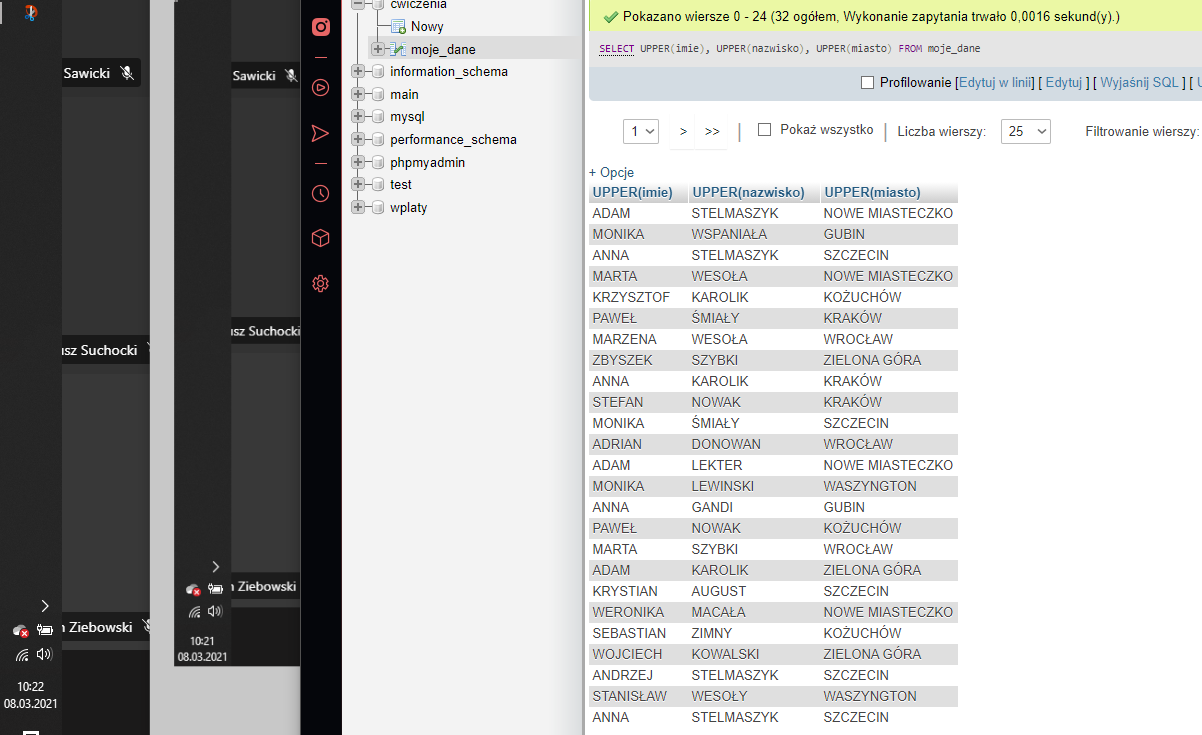 Sawicki
usz Suchocki
Ziebowski
10:22
08.03.2021
Sawicki
usz Suchocki
Ziebowski
10:21
08.03.2021
cwiczenia
Nowy
moje_dane
information_schema
main
mysql
performance_schema
phpmyadmin
test
wplaty
Pokazano wiersze 0 - 24 (32 ogółem, Wykonanie zapytania trwało 0,0016 sekund(y).)
SELECT UPPER(imie), UPPER(nazwisko), UPPER(miasto) FROM moje_dane
Profilowanie [Edytuj w linii] [ Edytuj ] [ Wyjaśnij SQL ] [
1 > >> | Pokaż wszystko | Liczba wierszy: 25 Filtrowanie wierszy:
+ Opcje
UPPER(imie) UPPER(nazwisko) UPPER(miasto)
ADAM STELMASZYK NOWE MIASTECZKO
MONIKA WSPANIAŁA GUBIN
ANNA STELMASZYK SZCZECIN
MARTA WESOŁA NOWE MIASTECZKO
KRZYSZTOF KAROLIK KOŻUCHÓW
PAWEŁ ŚMIAŁY KRAKÓW
MARZENA WESOŁA WROCŁAW
ZBYSZEK SZYBKI ZIELONA GÓRA
ANNA KAROLIK KRAKÓW
STEFAN NOWAK KRAKÓW
MONIKA ŚMIAŁY SZCZECIN
ADRIAN DONOWAN WROCŁAW
ADAM LEKTER NOWE MIASTECZKO
MONIKA LEWINSKI WASZYNGTON
ANNA GANDI GUBIN
PAWEŁ NOWAK KOŻUCHÓW
MARTA SZYBKI WROCŁAW
ADAM KAROLIK ZIELONA GÓRA
KRYSTIAN AUGUST SZCZECIN
WERONIKA MACAŁA NOWE MIASTECZKO
SEBASTIAN ZIMNY KOŻUCHÓW
WOJCIECH KOWALSKI ZIELONA GÓRA
ANDRZEJ STELMASZYK SZCZECIN
STANISŁAW WESOŁY WASZYNGTON
ANNA STELMASZYK SZCZECIN